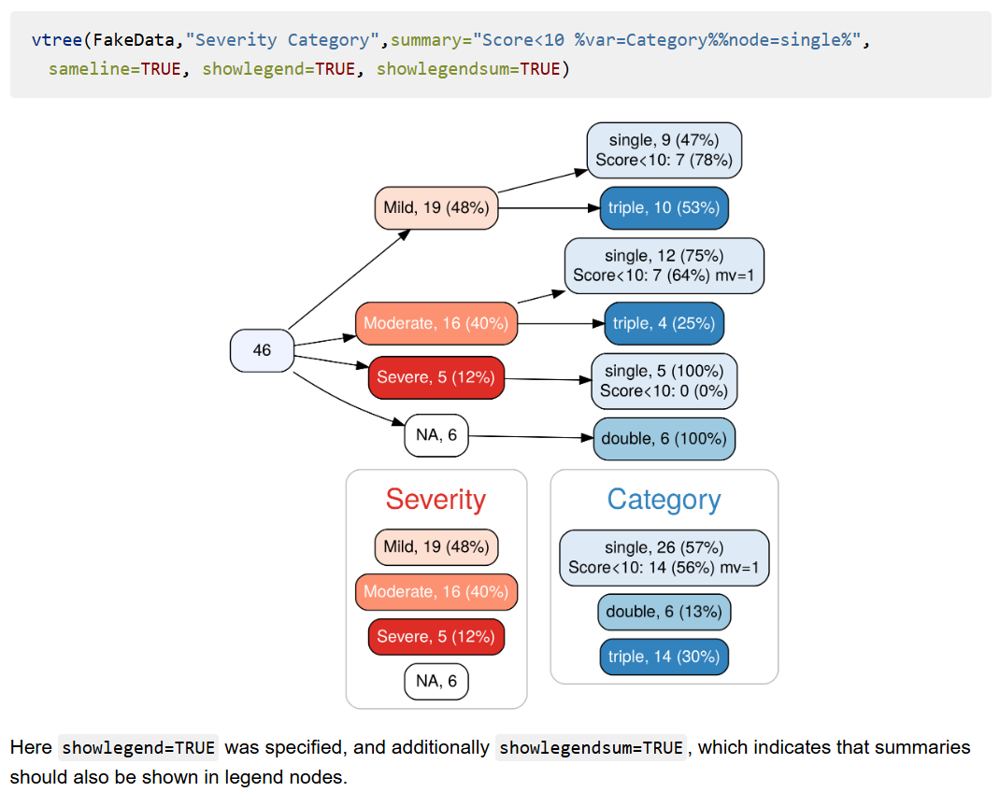 vtree(FakeData,"Severity Category",summary="Score<10 %var=Category%%node=single%",
sameline=TRUE, showlegend=TRUE, showlegendsum=TRUE)
single, 9 (47%)
Score<10: 7 (78%)
Mild, 19 (48%)
triple, 10 (53%)
single, 12 (75%)
Score<10: 7 (64%) mv=1
Moderate, 16 (40%)
triple, 4 (25%)
46
Severe, 5 (12%)
single, 5 (100%)
Score<10: 0 (0%)
NA, 6
double, 6 (100%)
Severity
Mild, 19 (48%)
Moderate, 16 (40%)
Severe, 5 (12%)
NA, 6
Category
single, 26 (57%)
Score<10: 14 (56%) mv=1
double, 6 (13%)
triple, 14 (30%)
Here showlegend=TRUE was specified, and additionally showlegendsum=TRUE, which indicates that summaries
should also be shown in legend nodes.